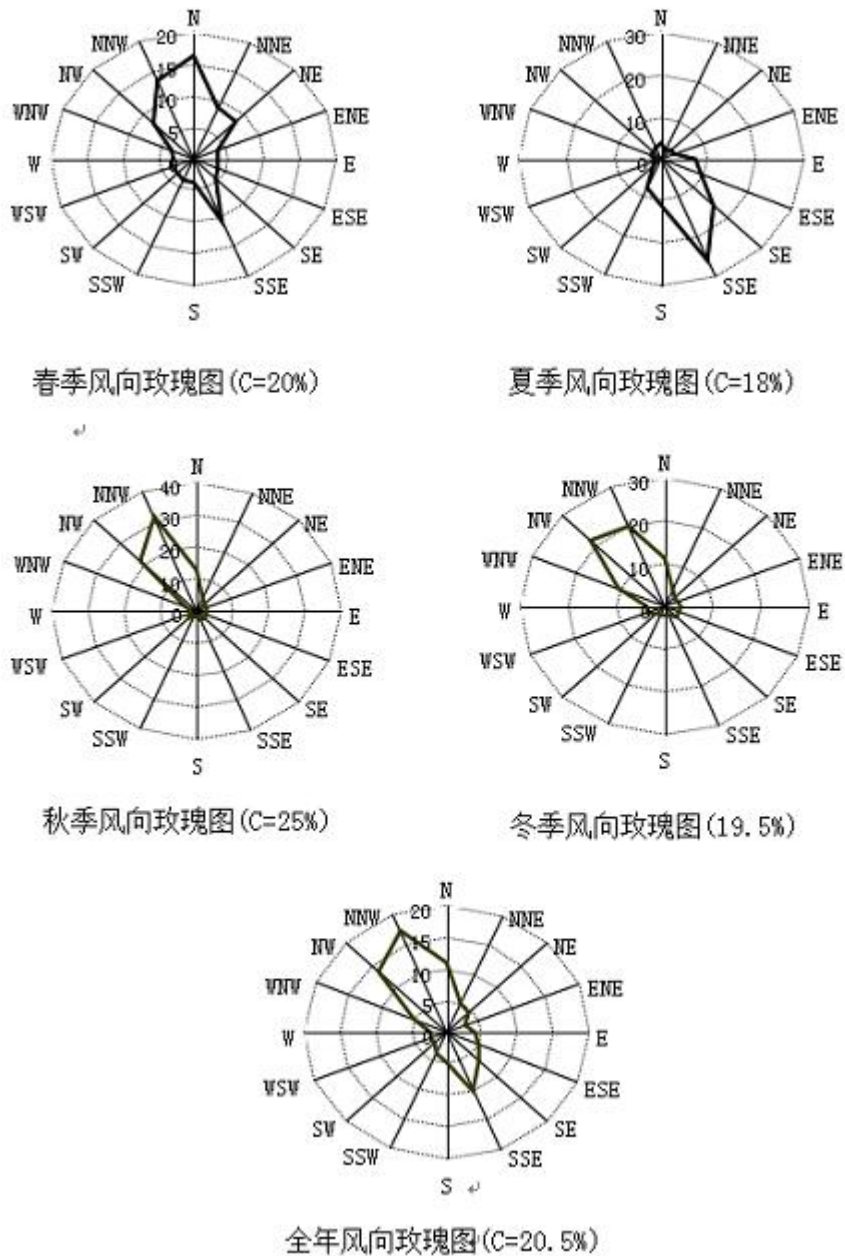 N
NNE
NE
ENE
E
ESE
SE
SSE
S
SSW
SW
WSW
W
WNW
NW
NNW
20
15
10
5
0
春季风向玫瑰图(C=20%)
N
NNE
NE
ENE
E
ESE
SE
SSE
S
SSW
SW
WSW
W
WNW
NW
NNW
30
20
10
0
夏季风向玫瑰图(C=18%)
N
NNE
NE
ENE
E
ESE
SE
SSE
S
SSW
SW
WSW
W
WNW
NW
NNW
40
30
20
10
0
秋季风向玫瑰图(C=25%)
N
NNE
NE
ENE
E
ESE
SE
SSE
S
SSW
SW
WSW
W
WNW
NW
NNW
30
20
10
0
冬季风向玫瑰图(19.5%)
N
NNE
NE
ENE
E
ESE
SE
SSE
S
SSW
SW
WSW
W
WNW
NW
NNW
20
15
10
5
0
全年风向玫瑰图(C=20.5%)